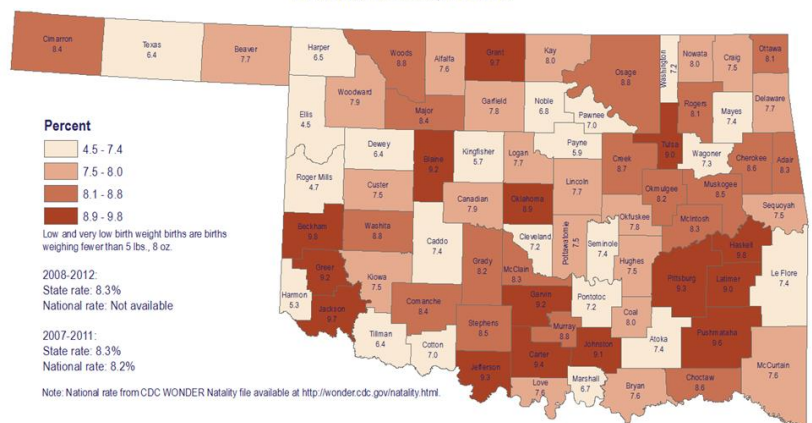 Cimarron
8.4
Texas
6.4
Beaver
7.7
Harper
6.5
Woods
8.8
Alfalfa
7.6
Grant
9.7
Kay
8.0
Osage
8.8
Washington
7.2
Nowata
8.0
Craig
7.5
Ottawa
8.1
Ellis
4.5
Woodward
7.9
Major
8.4
Garfield
7.8
Noble
6.8
Pawnee
7.0
Tulsa
9.0
Rogers
8.1
Mayes
7.4
Delaware
7.7
Roger Mills
4.7
Dewey
6.4
Custer
7.5
Blaine
9.2
Kingfisher
5.7
Logan
7.7
Payne
5.9
Creek
8.7
Wagoner
7.3
Cherokee
8.6
Adair
8.3
Canadian
7.9
Oklahoma
8.9
Lincoln
7.7
Okmulgee
8.2
Muskogee
8.5
Sequoyah
7.5
Beckham
9.8
Washita
8.8
Caddo
7.4
Cleveland
7.2
Pottawatomie
7.5
Seminole
7.4
Okfuskee
7.8
McIntosh
8.3
Haskell
9.8
Greer
9.2
Kiowa
7.5
Grady
8.2
McClain
8.3
Hughes
7.5
Pittsburg
9.3
Latimer
9.0
Le Flore
7.4
Harmon
5.3
Jackson
9.7
Comanche
8.4
Garvin
9.2
Pontotoc
7.2
Coal
8.0
Tillman
6.4
Cotton
7.0
Stephens
8.5
Murray
8.8
Johnston
9.1
Atoka
7.4
Pushmataha
9.6
McCurtain
7.6
Jefferson
9.3
Carter
9.4
Love
Marshall
6.7
Bryan
7.6
Choctaw
8.6
Percent
4.5 - 7.4
7.5 - 8.0
8.1 - 8.8
8.9 - 9.8
Low and very low birth weight births are births
weighing fewer than 5 lbs., 8 oz.
2008-2012:
State rate: 8.3%
National rate: Not available
2007-2011:
State rate: 8.3%
National rate: 8.2%
Note: National rate from CDC WONDER Natality file available at http://wonder.cdc.gov/natality.html.